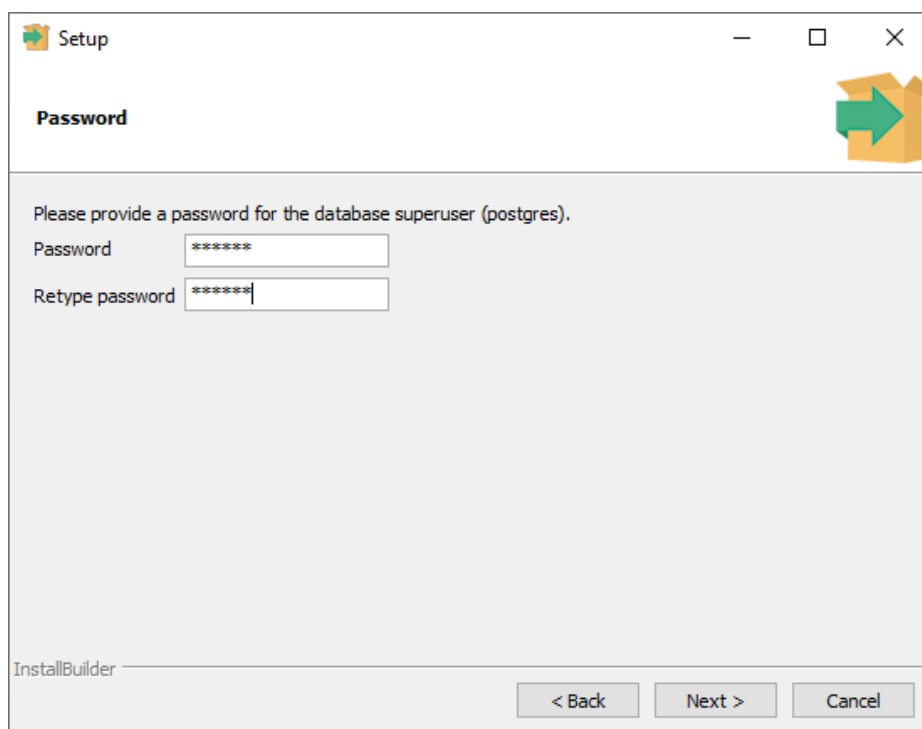 Setup
Password
Please provide a password for the database superuser (postgres).
Password ******
Retype password ******
InstallBuilder
< Back Next > Cancel